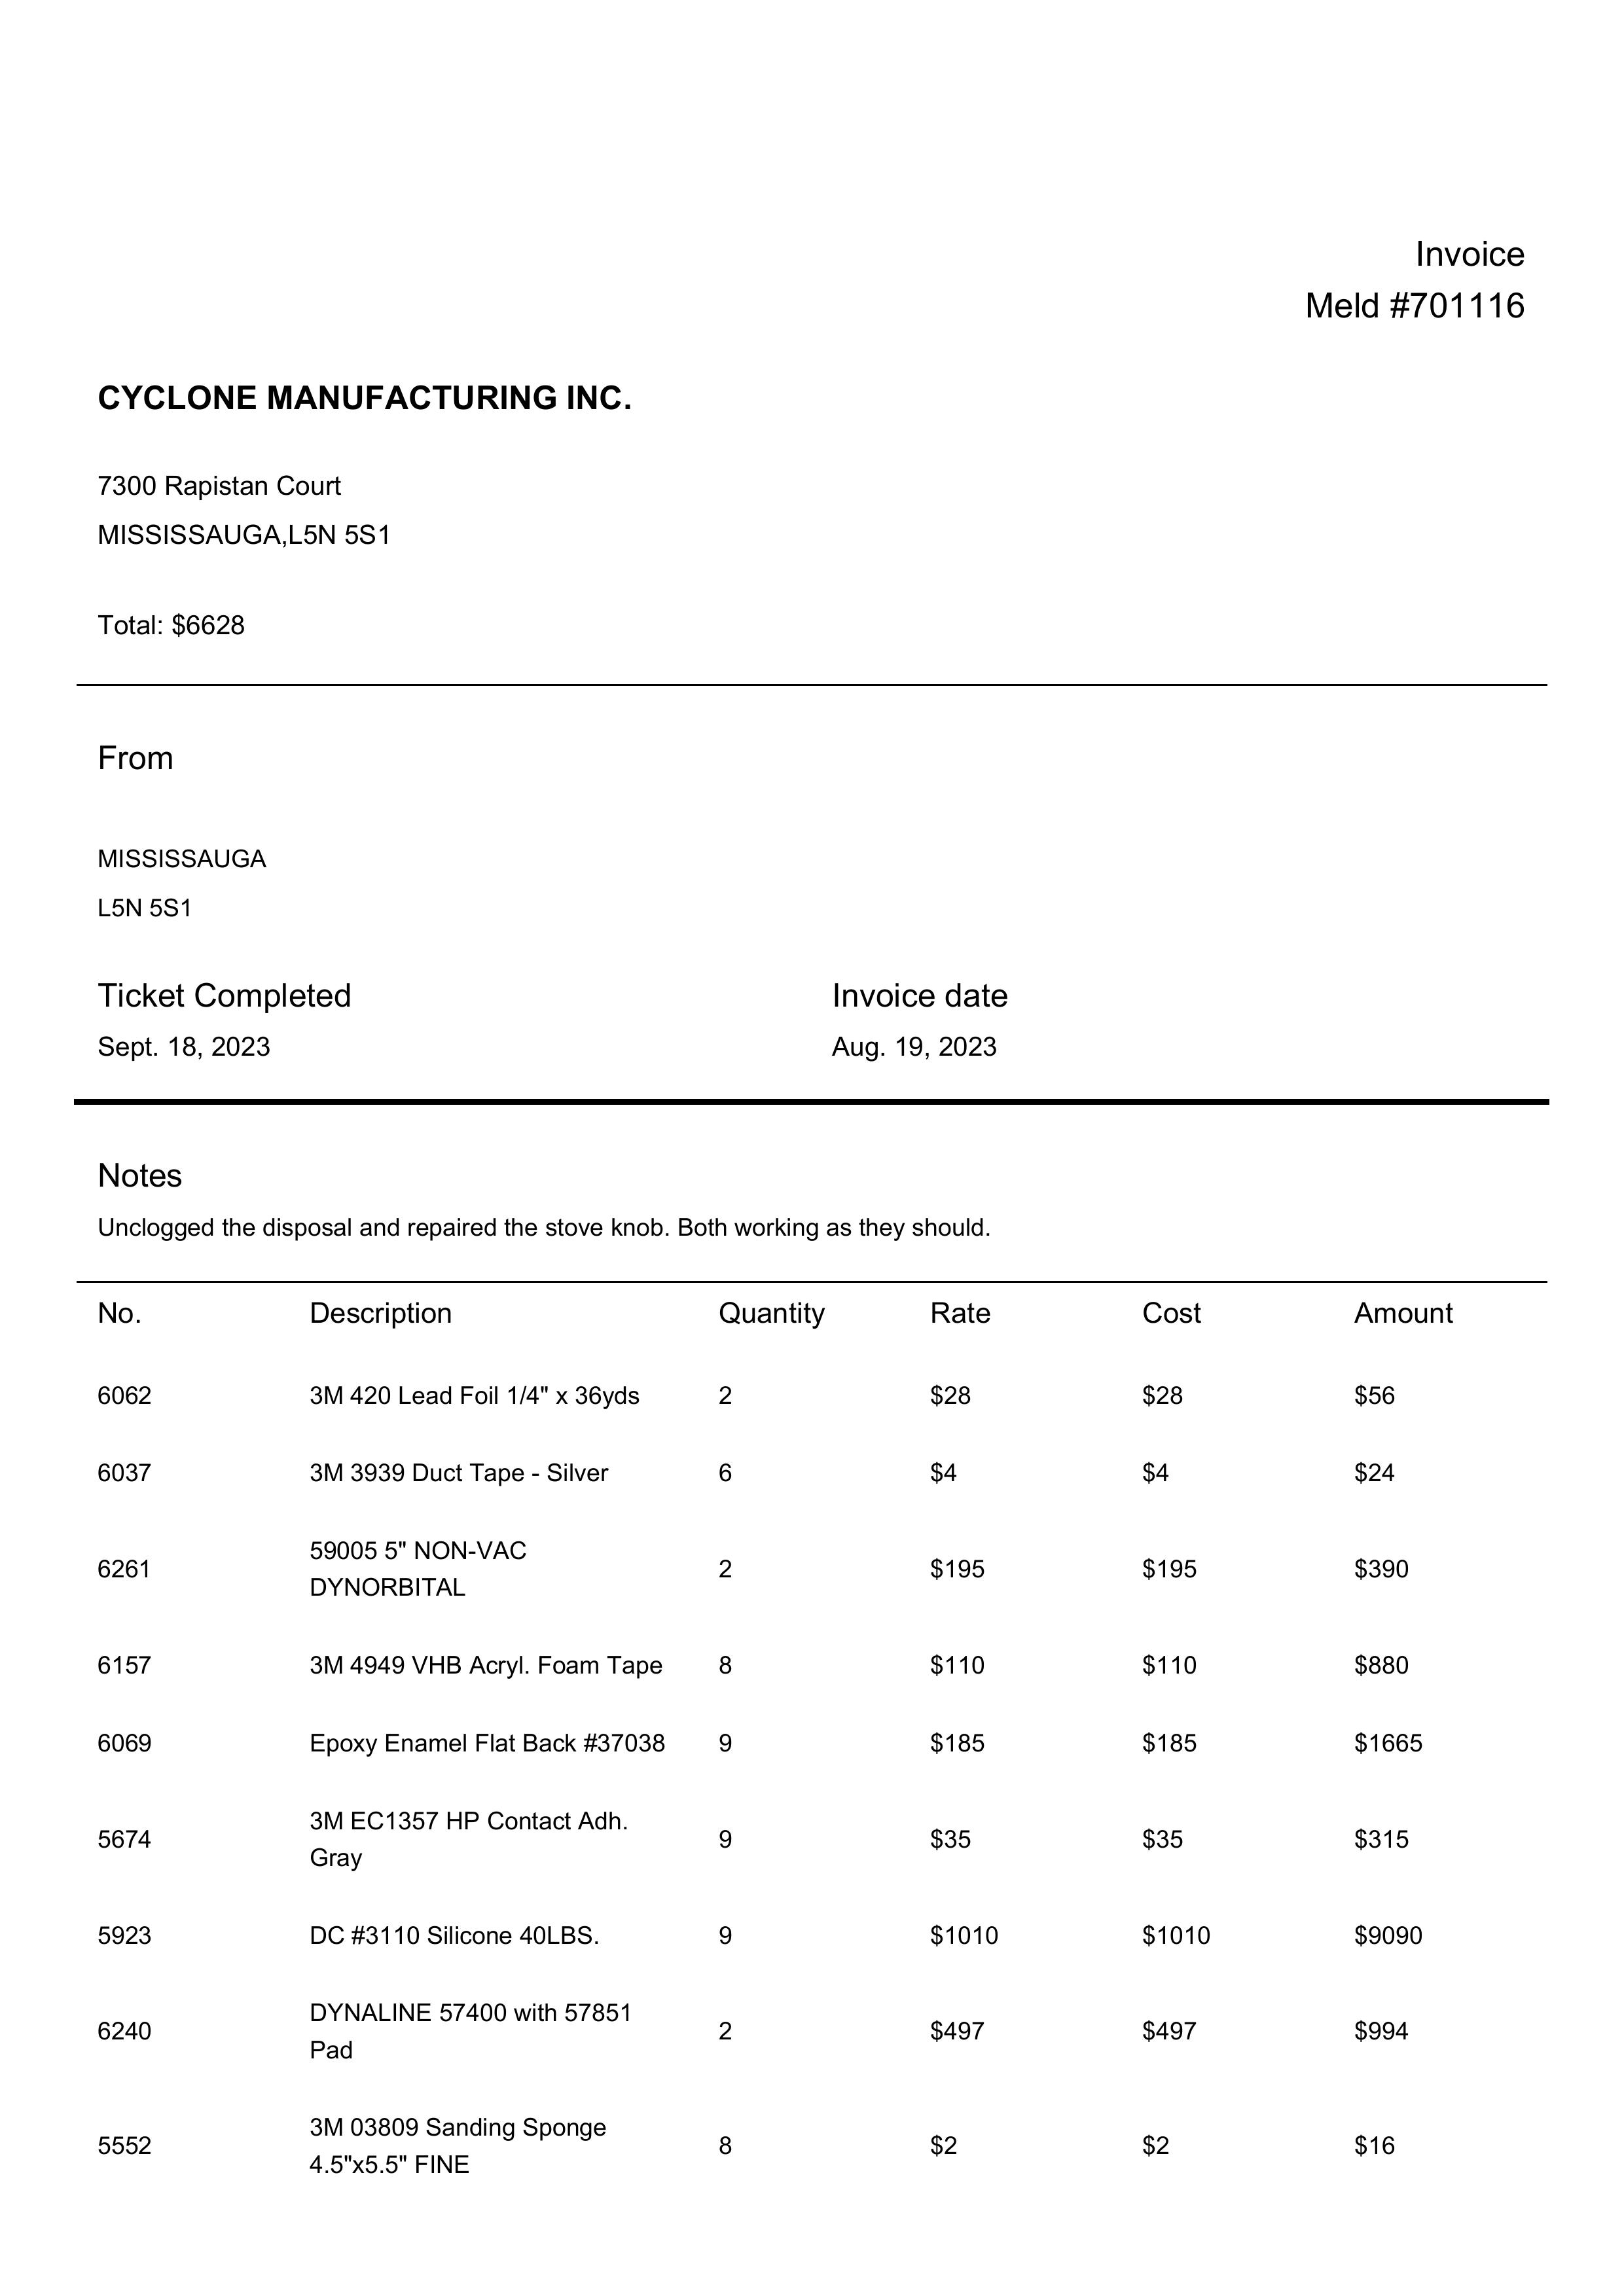 Invoice
Meld #701116
CYCLONE MANUFACTURING INC.
7300 Rapistan Court
MISSISSAUGA,L5N 5S1
Total: $6628
From
MISSISSAUGA
L5N 5S1
Ticket Completed Invoice date
Sept. 18, 2023 Aug. 19, 2023
Notes
Unclogged the disposal and repaired the stove knob. Both working as they should.
No. Description Quantity Rate Cost Amount
6062 3M 420 Lead Foil 1/4" x 36yds 2 $28 $28 $56
6037 3M 3939 Duct Tape - Silver 6 $4 $4 $24
59005 5" NON-VAC
6261 2 $195 $195 $390
DYNORBITAL
6157 3M 4949 VHB Acryl. Foam Tape 8 $110 $110 $880
6069 Epoxy Enamel Flat Back #37038 9 $185 $185 $1665
3M EC1357 HP Contact Adh.
5674 9 $35 $35 $315
Gray
5923 DC #3110 Silicone 40LBS. 9 $1010 $1010 $9090
DYNALINE 57400 with 57851
6240 2 $497 $497 $994
Pad
3M 03809 Sanding Sponge
5552 8 $2 $2 $16
4.5"x5.5" FINE